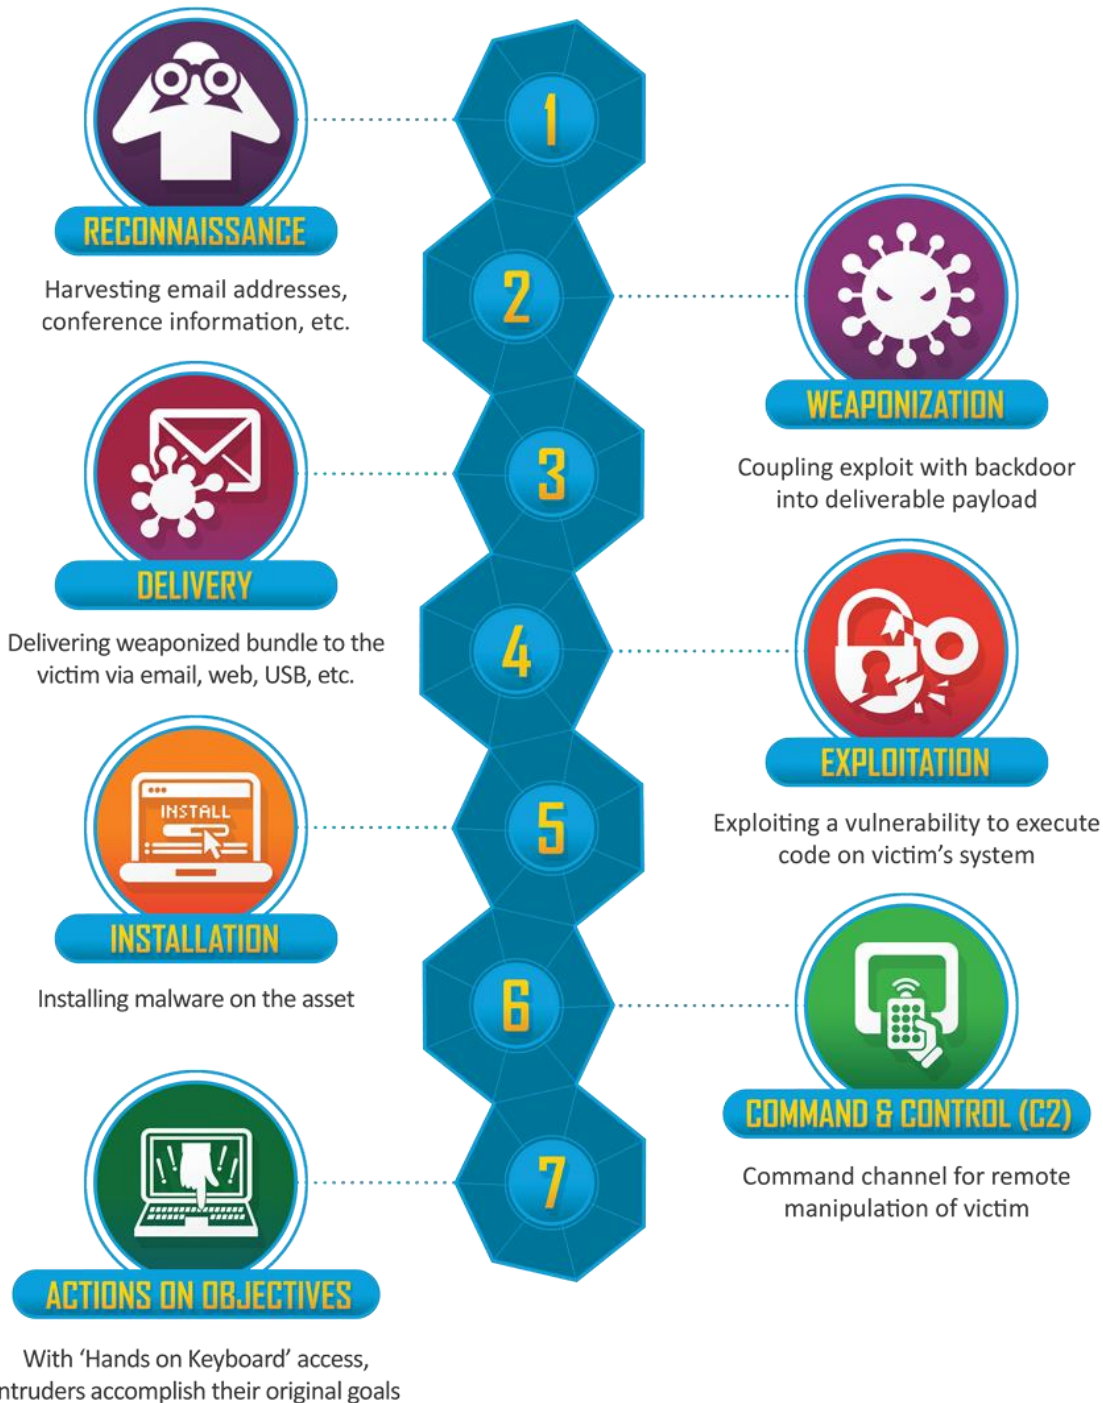 1
RECONNAISSANCE
Harvesting email addresses,
conference information, etc.
2
WEAPONIZATION
Coupling exploit with backdoor
into deliverable payload
3
DELIVERY
Delivering weaponized bundle to the
victim via email, web, USB, etc.
4
EXPLOITATION
Exploiting a vulnerability to execute
code on victim's system
5
INSTALL
INSTALLATION
Installing malware on the asset
6
COMMAND & CONTROL (C2)
Command channel for remote
manipulation of victim
7
ACTIONS ON OBJECTIVES
With ‘Hands on Keyboard’ access,
ntruders accomplish their original goals